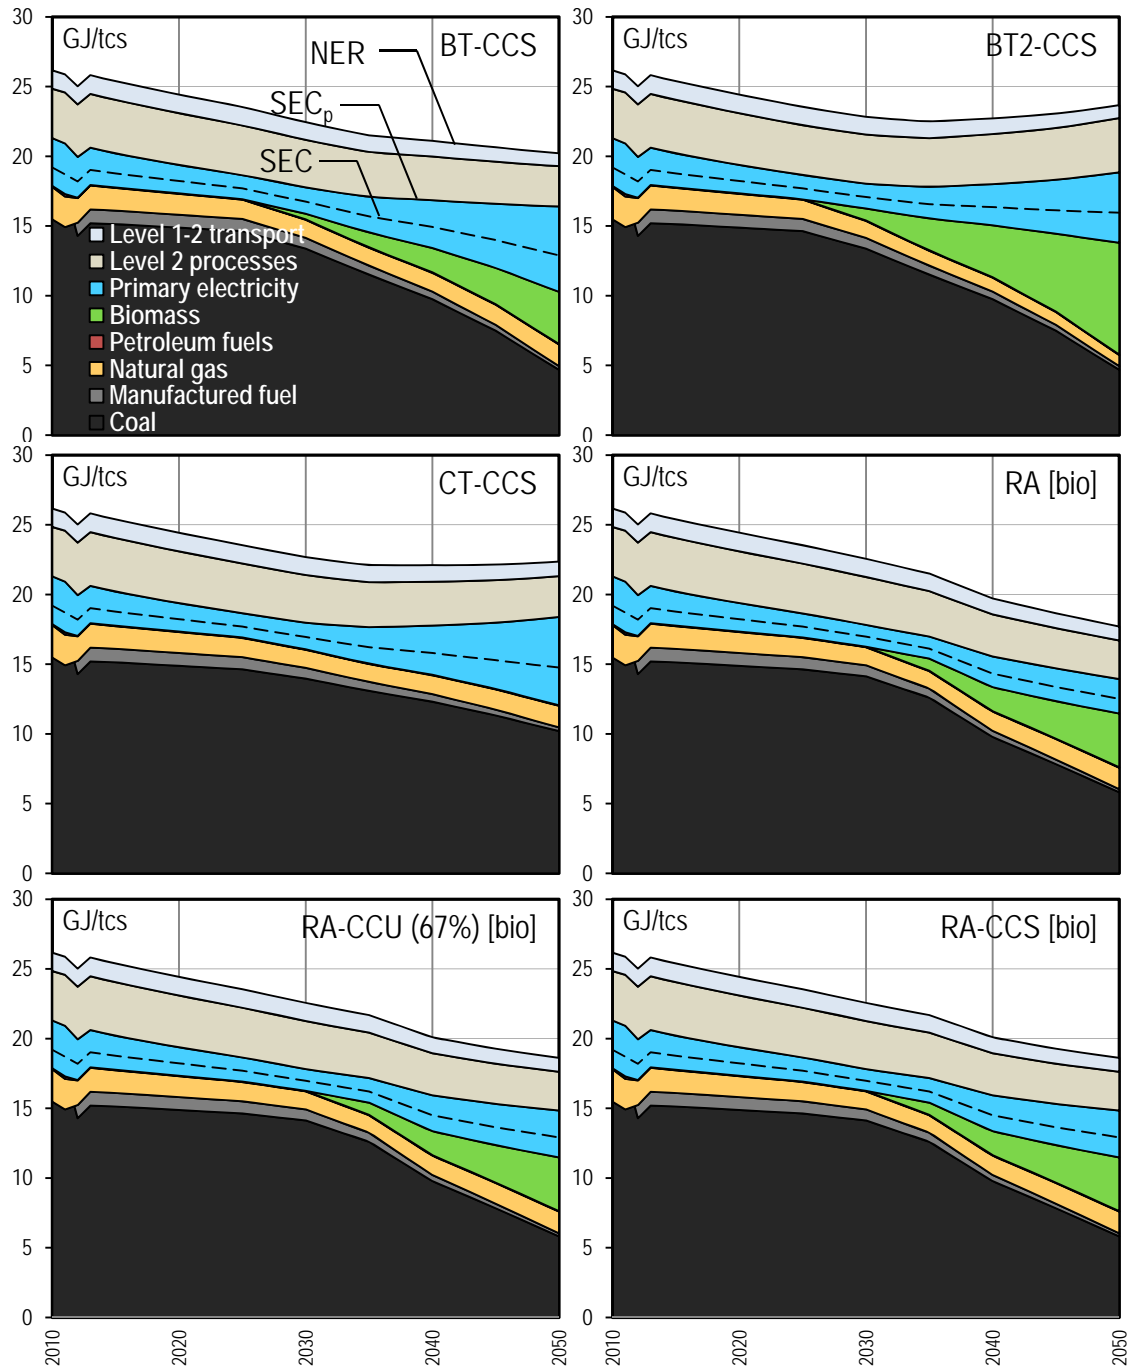 30
GJ/tcs
NER
BT-CCS
25
SECp
20
SEC
15
Level 1-2 transport
Level 2 processes
10
Primary electricity
Biomass
Petroleum fuels
5
Natural gas
Manufactured fuel
Coal
0
30
GJ/tcs
BT2-CCS
25
20
15
10
5
0
30
GJ/tcs
CT-CCS
25
20
15
10
5
0
30
GJ/tcs
RA [bio]
25
20
15
10
5
0
30
GJ/tcs
RA-CCU (67%) [bio]
25
20
15
10
5
0
2010
2020
2030
2040
2050
30
GJ/tcs
RA-CCS [bio]
25
20
15
10
5
0
2010
2020
2030
2040
2050